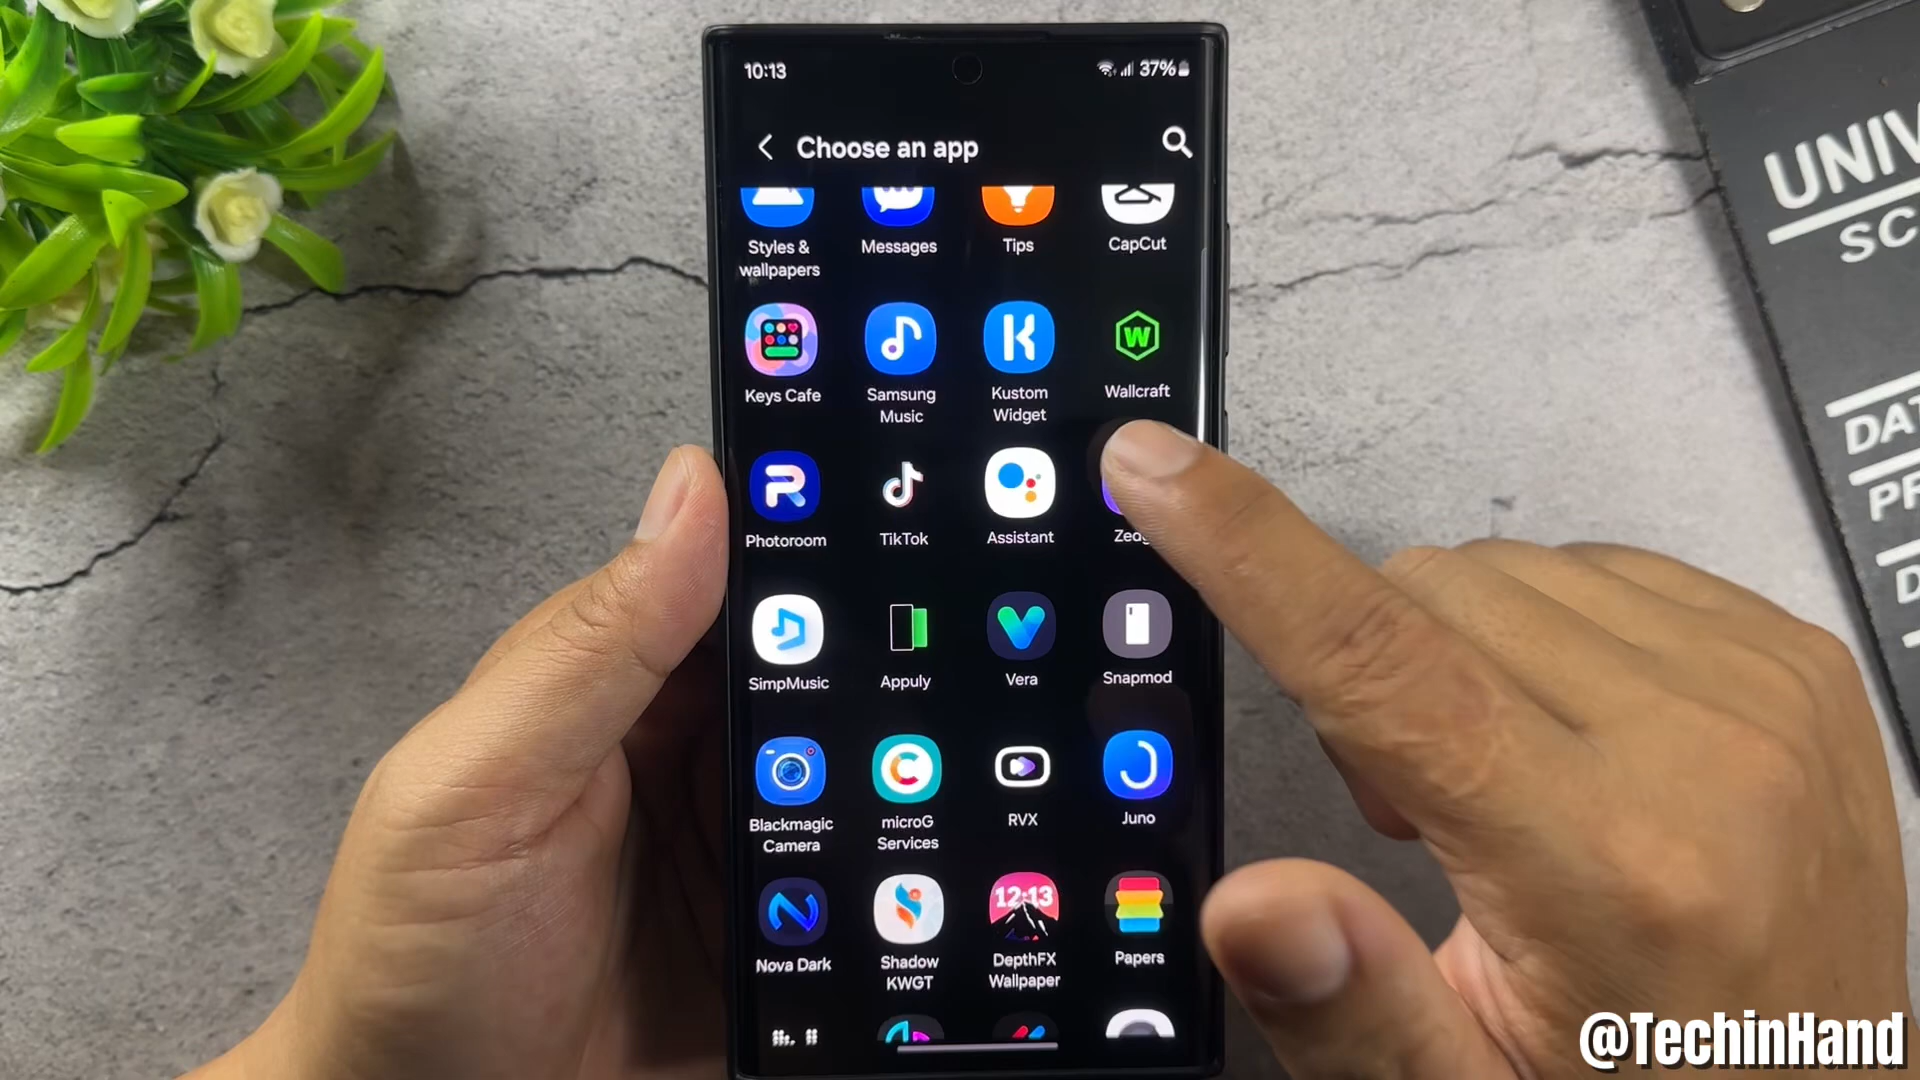 10:13
37%
Choose an app
Styles &
wallpapers
Messages
Tips
CapCut
Keys Cafe
Samsung
Music
Kustom
Widget
W
Wallcraft
Photoroom
TikTok
Assistant
SimpMusic
Appuly
Vera
Snapmod
Blackmagic
Camera
microG
Services
RVX
Juno
Nova Dark
Shadow
KWGT
12:13
DepthFX
Wallpaper
Papers
@TechinHand